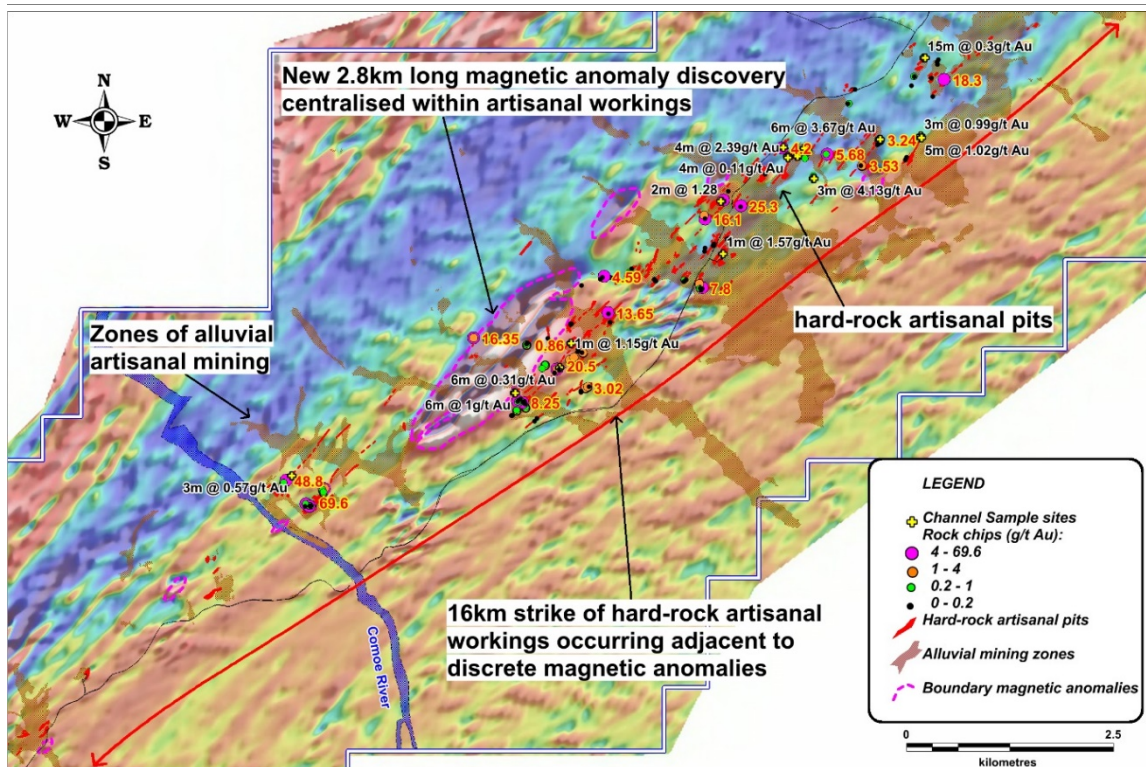 N
W E
S
New 2.8km long magnetic anomaly discovery
centralised within artisanal workings
15m @ 0.3g/t Au
18.3
6m @ 3.67g/t Au
3m @ 0.99g/t Au
3.24
4m @ 2.39g/t Au
4.2
5.68
5m @ 1.02g/t Au
4m @ 0.11g/t Au
3.53
2m @ 1.28
3m @ 4.13g/t Au
25.3
16.1
1m @ 1.57g/t Au
4.59
7.8
hard-rock artisanal pits
13.65
Zones of alluvial
artisanal mining
16.35
0.86
1m @ 1.15g/t Au
20.5
6m @ 0.31g/t Au
3.02
6m @ 1g/t Au
8.25
3m @ 0.57g/t Au
48.8
69.6
16km strike of hard-rock artisanal
workings occurring adjacent to
discrete magnetic anomalies
Comoe River
LEGEND
Channel Sample sites
Rock chips (g/t Au):
4 - 69.6
1 - 4
0.2 - 1
0 - 0.2
Hard-rock artisanal pits
Alluvial mining zones
Boundary magnetic anomalies
0 2.5
kilometres